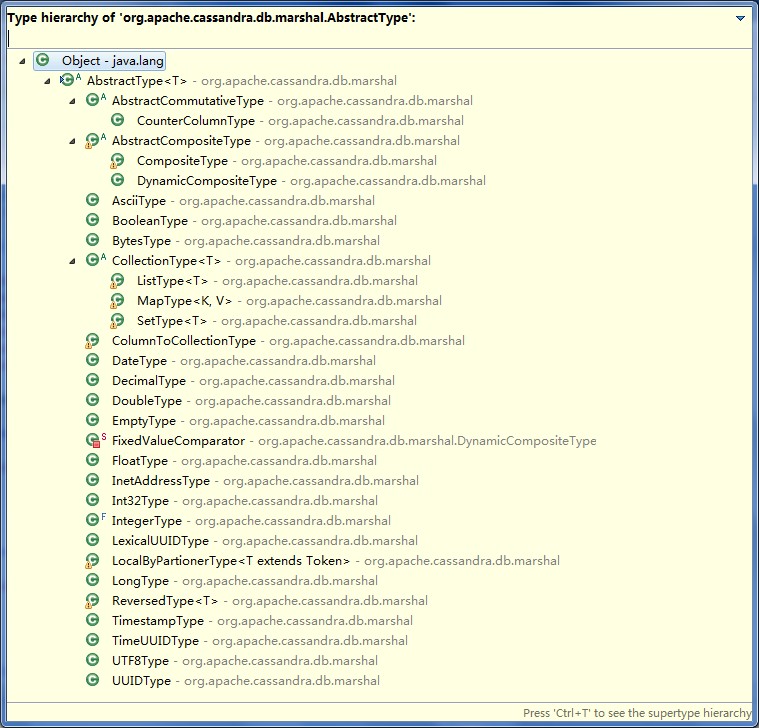 Type hierarchy of 'org.apache.cassandra.db.marshal.AbstractType':
Object - java.lang
AbstractType<T> - org.apache.cassandra.db.marshal
AbstractCommutativeType - org.apache.cassandra.db.marshal
CounterColumnType - org.apache.cassandra.db.marshal
AbstractCompositeType - org.apache.cassandra.db.marshal
CompositeType - org.apache.cassandra.db.marshal
DynamicCompositeType - org.apache.cassandra.db.marshal
AsciiType - org.apache.cassandra.db.marshal
BooleanType - org.apache.cassandra.db.marshal
BytesType - org.apache.cassandra.db.marshal
CollectionType<T> - org.apache.cassandra.db.marshal
ListType<T> - org.apache.cassandra.db.marshal
MapType<K, V> - org.apache.cassandra.db.marshal
SetType<T> - org.apache.cassandra.db.marshal
ColumnToCollectionType - org.apache.cassandra.db.marshal
DateType - org.apache.cassandra.db.marshal
DecimalType - org.apache.cassandra.db.marshal
DoubleType - org.apache.cassandra.db.marshal
EmptyType - org.apache.cassandra.db.marshal
FixedValueComparator - org.apache.cassandra.db.marshal.DynamicCompositeType
FloatType - org.apache.cassandra.db.marshal
InetAddressType - org.apache.cassandra.db.marshal
Int32Type - org.apache.cassandra.db.marshal
IntegerType - org.apache.cassandra.db.marshal
LexicalUUIDType - org.apache.cassandra.db.marshal
LocalByPartionerType<T extends Token> - org.apache.cassandra.db.marshal
LongType - org.apache.cassandra.db.marshal
ReversedType<T> - org.apache.cassandra.db.marshal
TimestampType - org.apache.cassandra.db.marshal
TimeUUIDType - org.apache.cassandra.db.marshal
UTF8Type - org.apache.cassandra.db.marshal
UUIDType - org.apache.cassandra.db.marshal
Press 'Ctrl+T' to see the supertype hierarchy